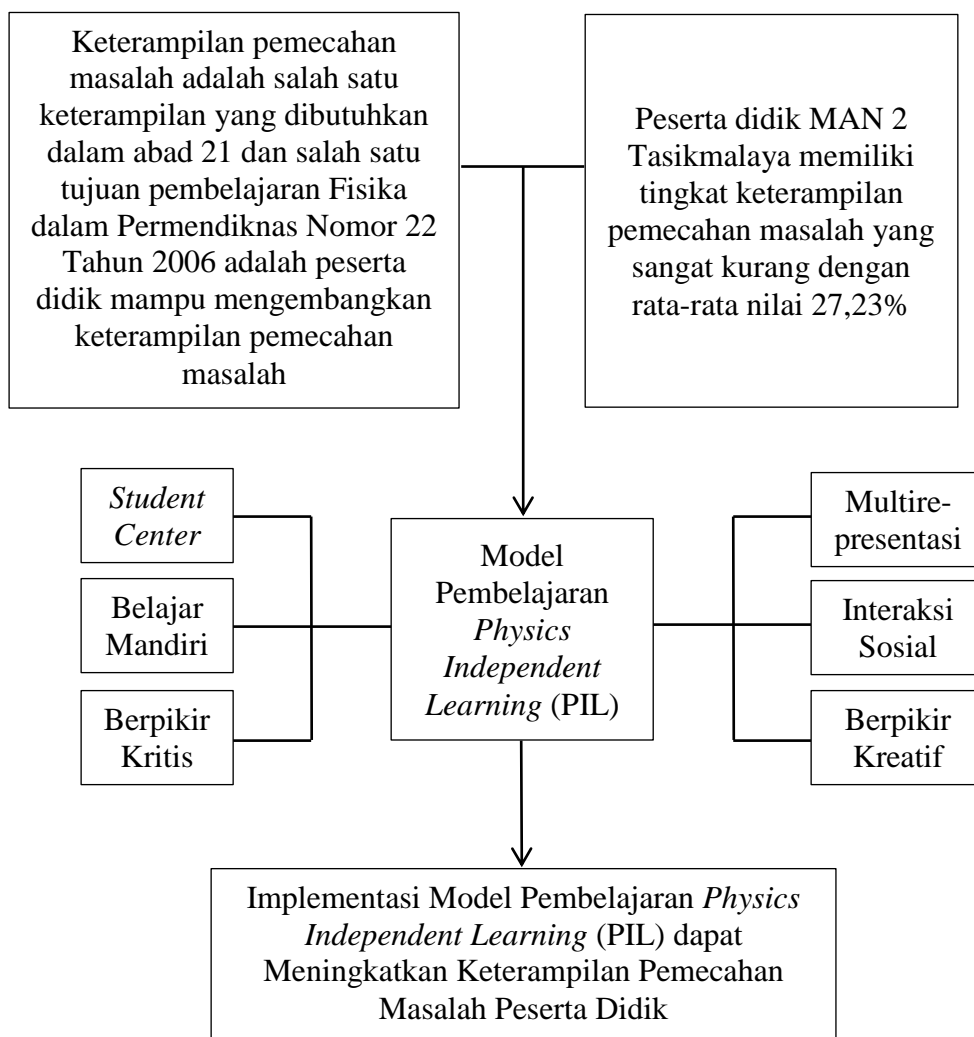 Keterampilan pemecahan
masalah adalah salah satu
keterampilan yang dibutuhkan
dalam abad 21 dan salah satu
tujuan pembelajaran Fisika
dalam Permendiknas Nomor 22
Tahun 2006 adalah peserta
didik mampu mengembangkan
keterampilan pemecahan
masalah
Peserta didik MAN 2
Tasikmalaya memiliki
tingkat keterampilan
pemecahan masalah yang
sangat kurang dengan
rata-rata nilai 27,23%
Student
Center
Belajar
Mandiri
Berpikir
Kritis
Model
Pembelajaran
Physics
Independent
Learning (PIL)
Multire-
presentasi
Interaksi
Sosial
Berpikir
Kreatif
Implementasi Model Pembelajaran Physics
Independent Learning (PIL) dapat
Meningkatkan Keterampilan Pemecahan
Masalah Peserta Didik